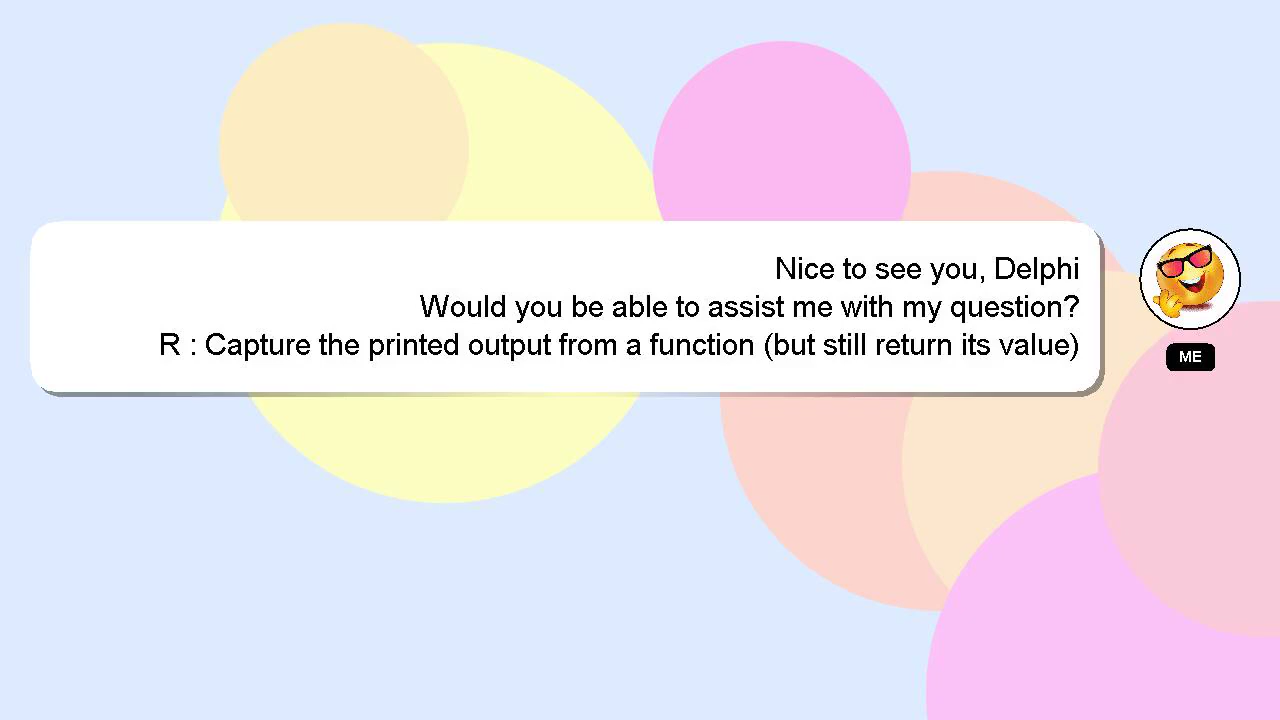 Nice to see you, Delphi
Would you be able to assist me with my question?
R : Capture the printed output from a function (but still return its value)
ME